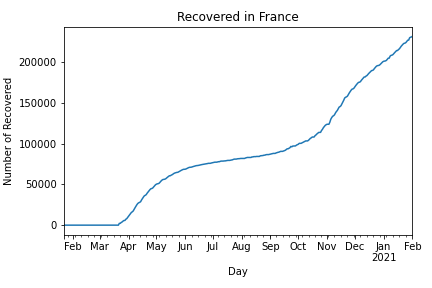 Recovered in France
Number of Recovered
200000
150000
100000
50000
0
Feb Mar Apr May Jun Jul Aug Sep Oct Nov Dec Jan Feb
2021
Day